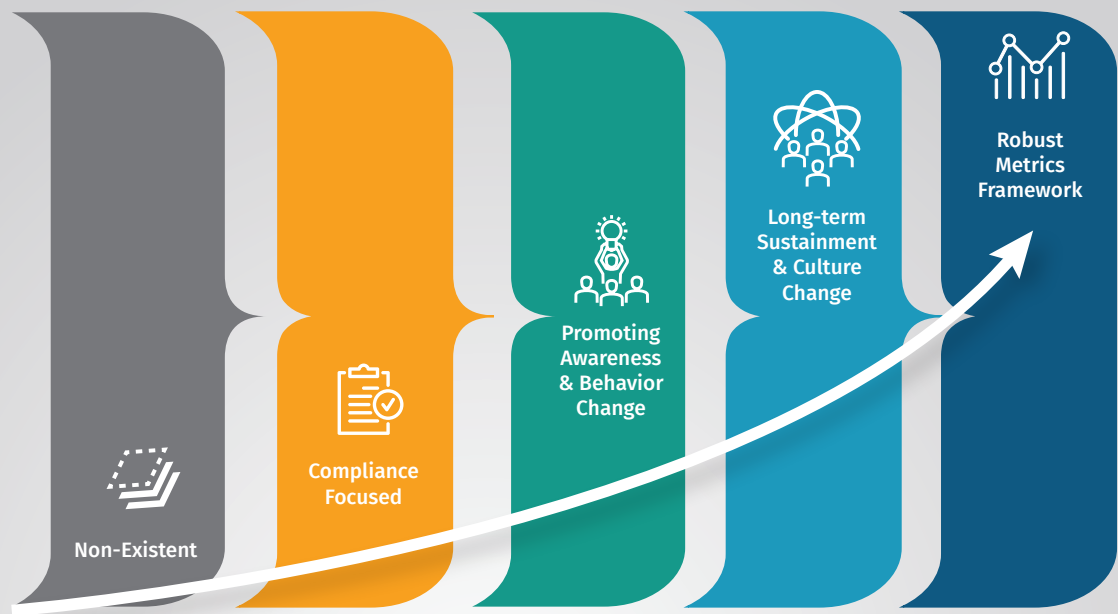 Non-Existent
Compliance
Focused
Promoting
Awareness
& Behavior
Change
Long-term
Sustainment
& Culture
Change
Robust
Metrics
Framework